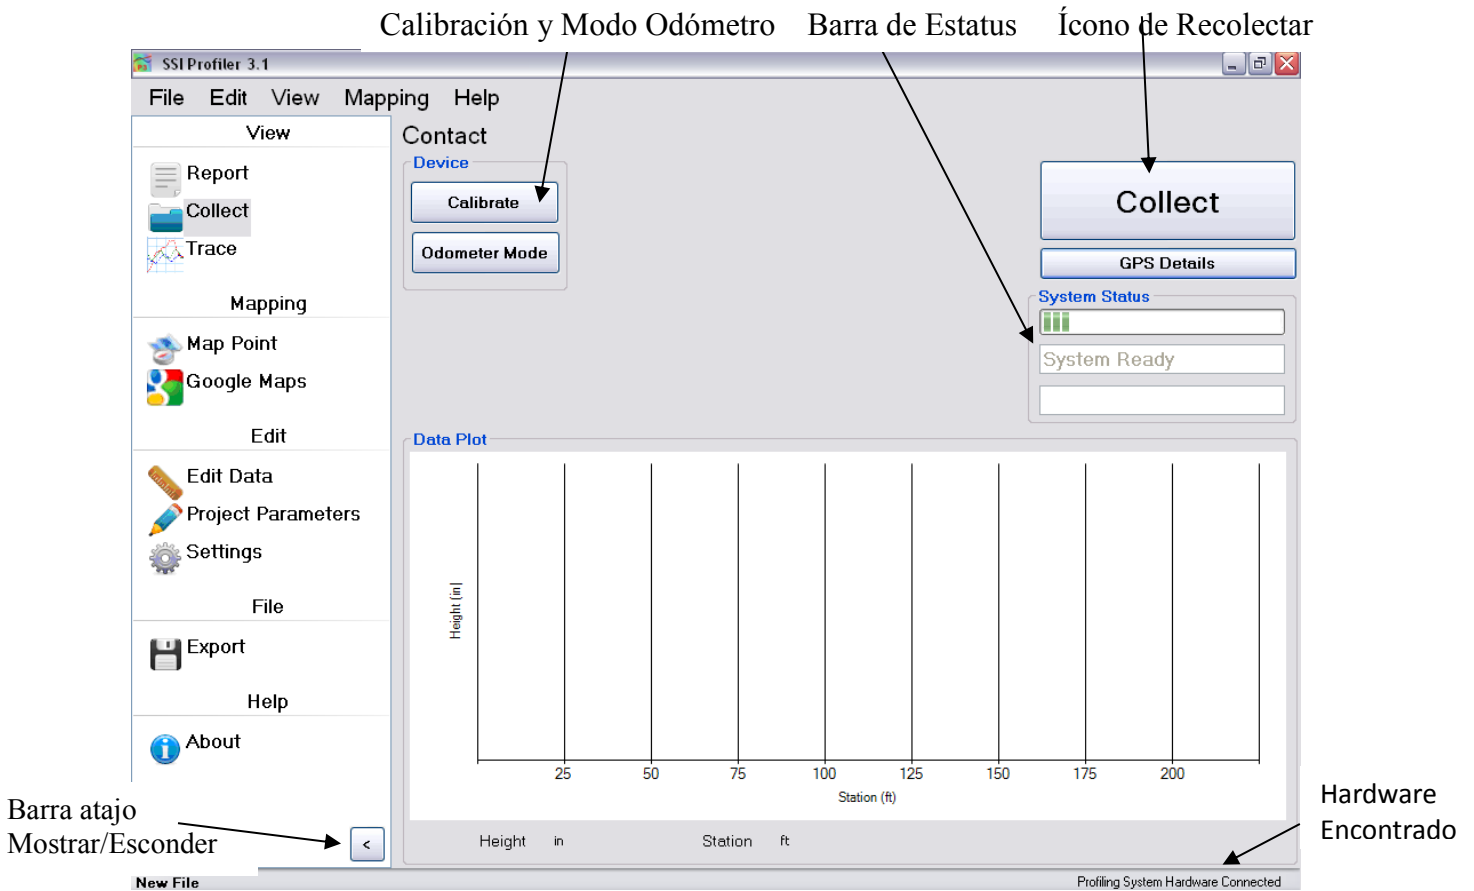 Calibración y Modo Odómetro
Barra de Estatus
Ícono de Recolectar
SSI Profiler 3.1
File Edit View Mapping Help
View
Report
Collect
Trace
Mapping
Map Point
Google Maps
Edit
Edit Data
Project Parameters
Settings
File
Export
Help
About
<
Contact
Device
Calibrate
Odometer Mode
Collect
GPS Details
System Status
System Ready
Data Plot
Height (in)
25 50 75 100 125 150 175 200
Station (ft)
Height in Station ft
Barra atajo
Mostrar/Esconder
Hardware
Encontrado
New File
Profiling System Hardware Connected